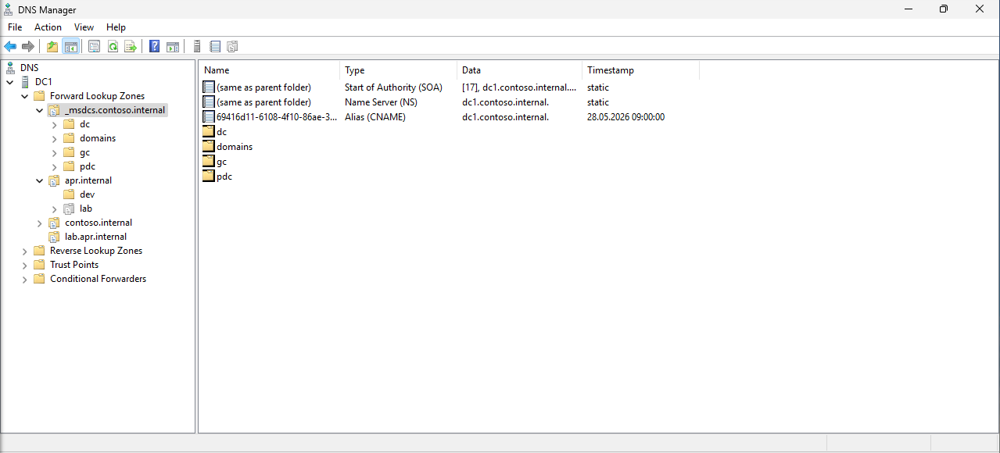 DNS Manager
File Action View Help
DNS
DC1
Forward Lookup Zones
_msdcs.contoso.internal
dc
domains
gc
pdc
apr.internal
dev
lab
contoso.internal
lab.apr.internal
Reverse Lookup Zones
Trust Points
Conditional Forwarders
Name Type Data Timestamp
(same as parent folder) Start of Authority (SOA) [17], dc1.contoso.internal.... static
(same as parent folder) Name Server (NS) dc1.contoso.internal. static
69416d11-6108-4f10-86ae-3... Alias (CNAME) dc1.contoso.internal. 28.05.2026 09:00:00
dc
domains
gc
pdc